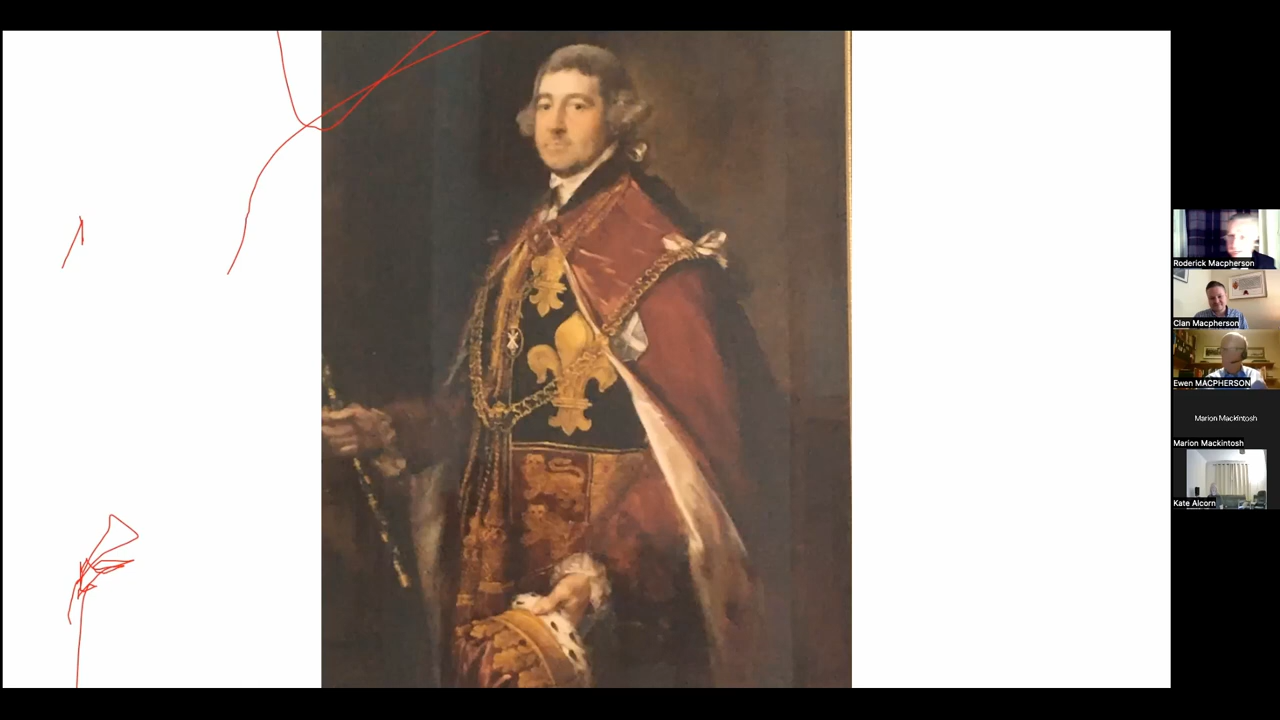 Roderick Macpherson
Clan Macpherson
Ewen MACPHERSON
Marion Mackintosh
Marion Mackintosh
Kate Alcorn